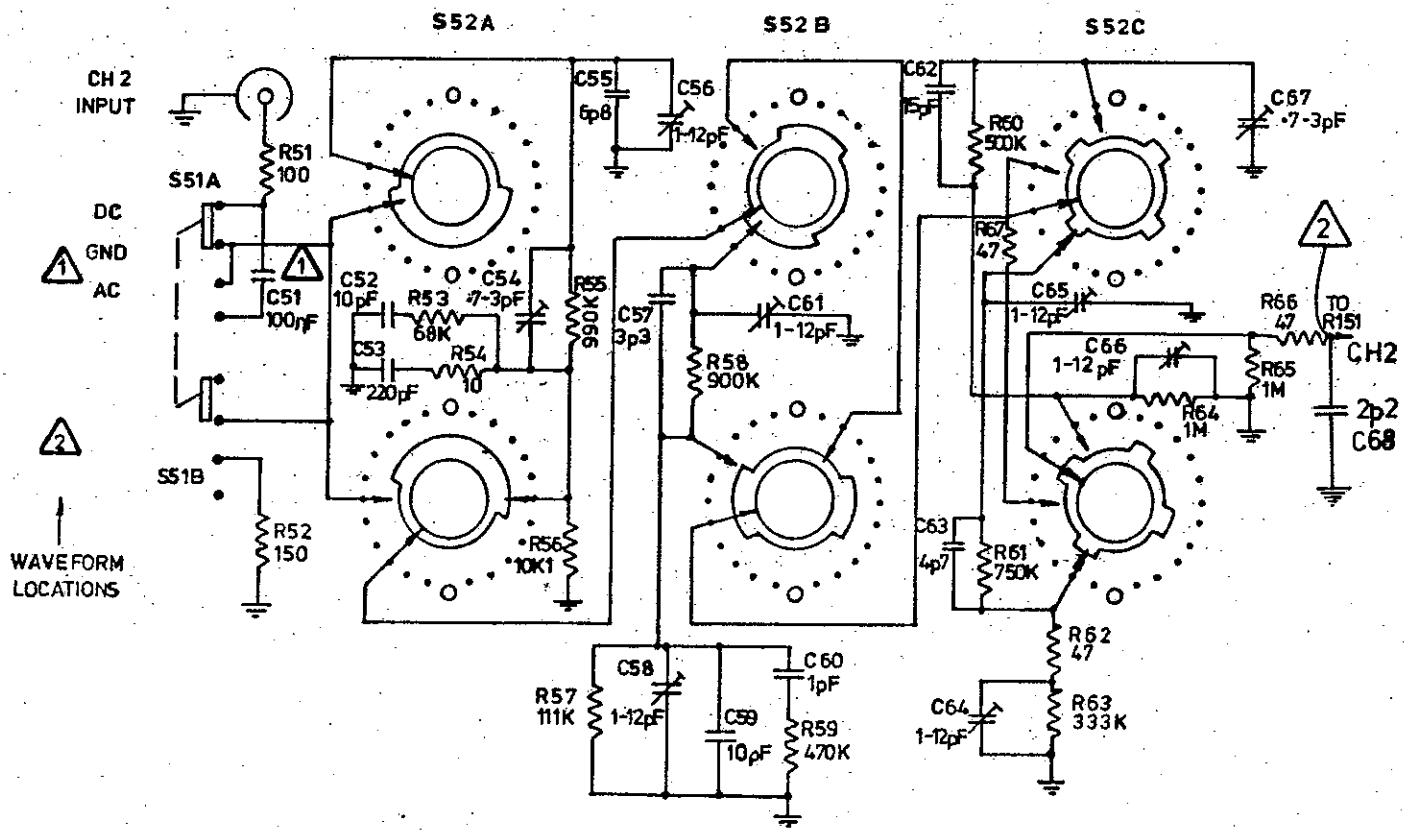 S52A
S52B
S52C
CH 2
INPUT
R51
100
S51A
DC
GND
AC
1
1
C51
100nF
2
S51B
WAVEFORM
LOCATIONS
R52
150
C55
6p8
C56
1-12pF
C52
10pF
R53
68K
C54
.7-3pF
R55
990K
C53
220pF
R54
10
R56
10K1
C57
3p3
C61
1-12pF
R58
900K
R57
111K
C58
1-12pF
C59
10pF
C60
1pF
R59
470K
C62
15pF
R60
500K
C67
.7-3pF
R67
47
C65
1-12pF
C66
1-12pF
R64
1M
R65
1M
R66
47
2
TO
R151
CH2
2p2
C68
C63
4p7
R61
750K
R62
47
C64
1-12pF
R63
333K